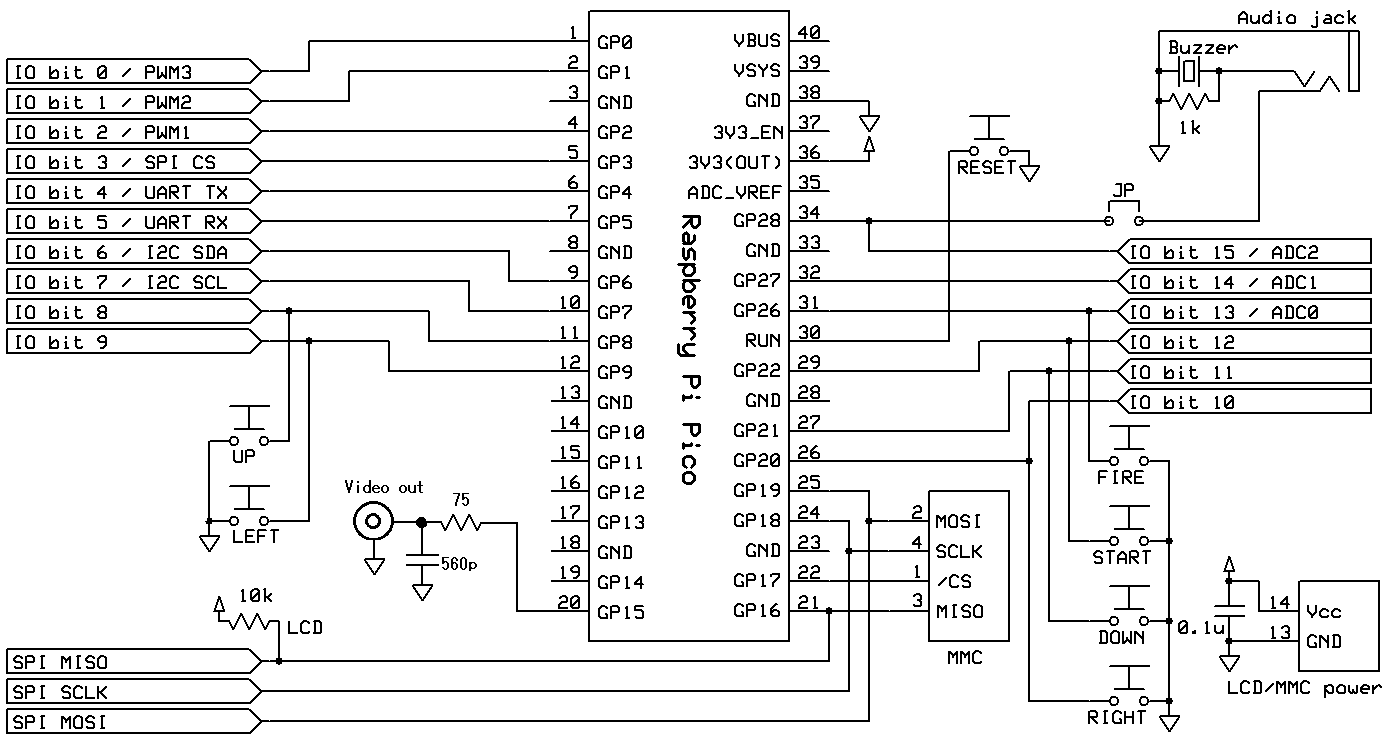 Audio jack
Buzzer
1k
IO bit 0 / PWM3
IO bit 1 / PWM2
IO bit 2 / PWM1
IO bit 3 / SPI CS
IO bit 4 / UART TX
IO bit 5 / UART RX
IO bit 6 / I2C SDA
IO bit 7 / I2C SCL
IO bit 8
IO bit 9
UP
LEFT
Video out
75
560p
10k
LCD
SPI MISO
SPI SCLK
SPI MOSI
1 GP0
2 GP1
3 GND
4 GP2
5 GP3
6 GP4
7 GP5
8 GND
9 GP6
10 GP7
11 GP8
12 GP9
13 GND
14 GP10
15 GP11
16 GP12
17 GP13
18 GND
19 GP14
20 GP15
Raspberry Pi Pico
VBUS 40
VSYS 39
GND 38
3V3_EN 37
3V3(OUT) 36
ADC_VREF 35
GP28 34
GND 33
GP27 32
GP26 31
RUN 30
GP22 29
GND 28
GP21 27
GP20 26
GP19 25
GP18 24
GND 23
GP17 22
GP16 21
RESET
JP
IO bit 15 / ADC2
IO bit 14 / ADC1
IO bit 13 / ADC0
IO bit 12
IO bit 11
IO bit 10
2 MOSI
4 SCLK
1 /CS
3 MISO
MMC
FIRE
START
DOWN
RIGHT
0.1u
14 Vcc
13 GND
LCD/MMC power